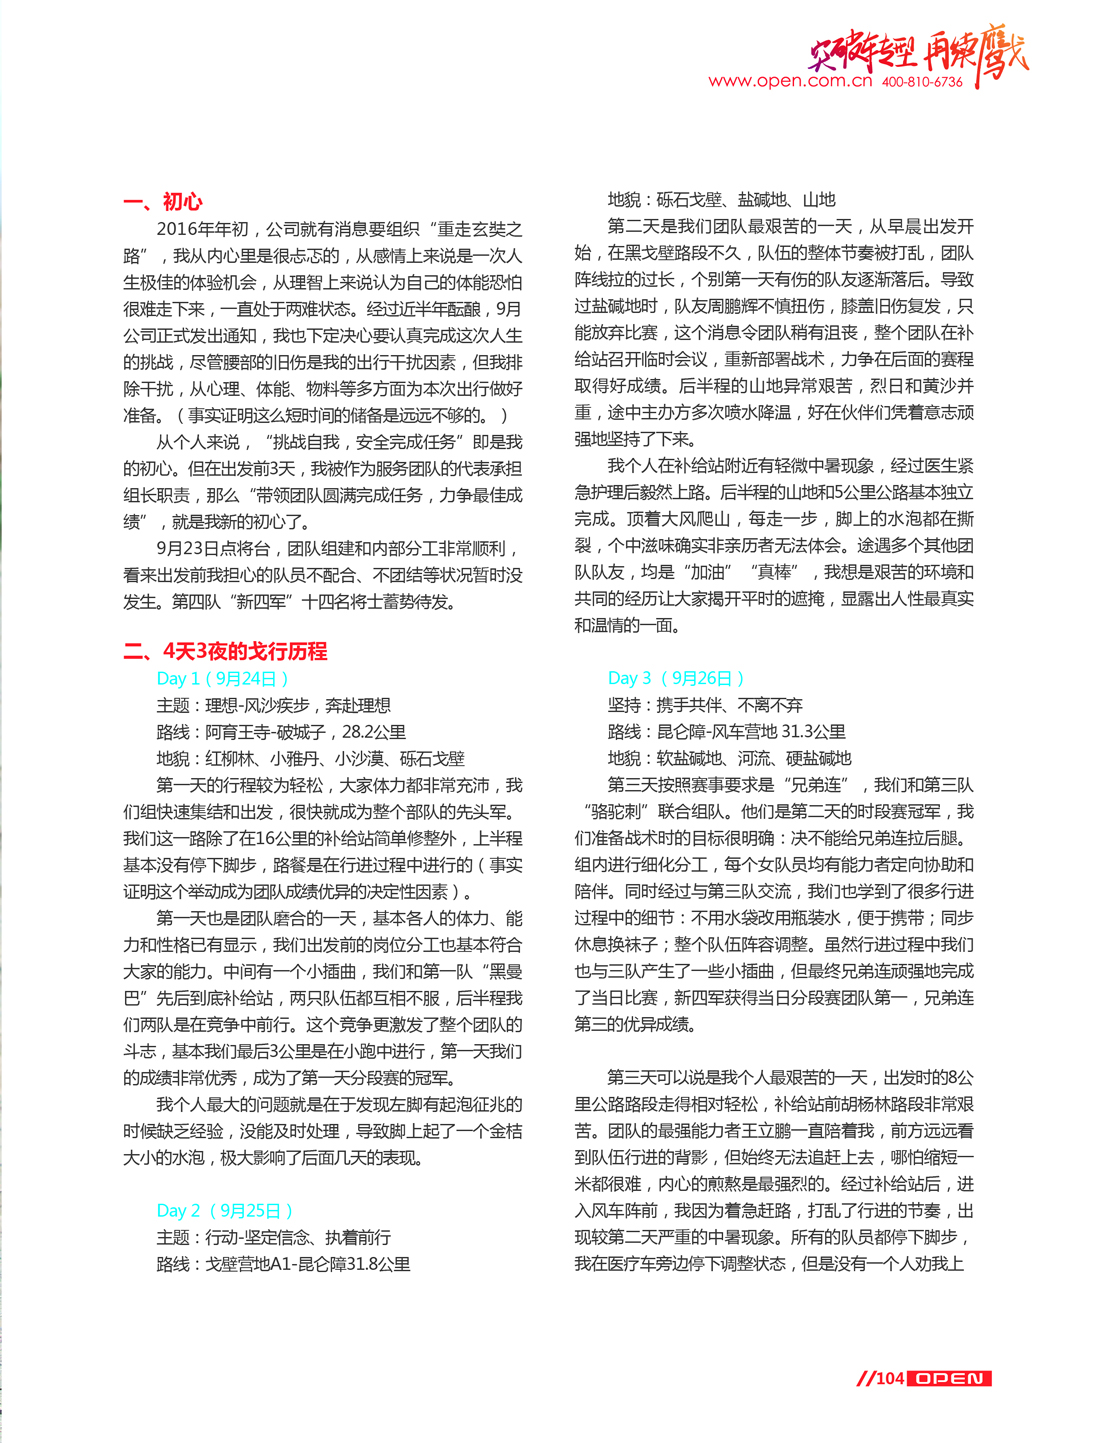 突破转型 再续鹰戈
www.open.com.cn 400-810-6736
一、初心
2016年年初，公司就有消息要组织“重走玄奘之
路”，我从内心里是很忐忑的，从感情上来说是一次人
生极佳的体验机会，从理智上来说认为自己的体能恐怕
很难走下来，一直处于两难状态。经过近半年酝酿，9月
公司正式发出通知，我也下定决心要认真完成这次人生
的挑战，尽管腰部的旧伤是我的出行干扰因素，但我排
除干扰，从心理、体能、物料等多方面为本次出行做好
准备。（事实证明这么短时间的储备是远远不够的。）
从个人来说，“挑战自我，安全完成任务”即是我
的初心。但在出发前3天，我被作为服务团队的代表承担
组长职责，那么“带领团队圆满完成任务，力争最佳成
绩”，就是我新的初心了。
9月23日点将台，团队组建和内部分工非常顺利，
看来出发前我担心的队员不配合、不团结等状况暂时没
发生。第四队“新四军”十四名将士蓄势待发。
二、4天3夜的戈行历程
Day 1（9月24日）
主题：理想-风沙疾步，奔赴理想
路线：阿育王寺-破城子，28.2公里
地貌：红柳林、小雅丹、小沙漠、砾石戈壁
第一天的行程较为轻松，大家体力都非常充沛，我
们组快速集结和出发，很快就成为整个部队的先头军。
我们这一路除了在16公里的补给站简单修整外，上半程
基本没有停下脚步，路餐是在行进过程中进行的（事实
证明这个举动成为团队成绩优异的决定性因素）。
第一天也是团队磨合的一天，基本各人的体力、能
力和性格已有显示，我们出发前的岗位分工也基本符合
大家的能力。中间有一个小插曲，我们和第一队“黑曼
巴”先后到底补给站，两只队伍都互相不服，后半程我
们两队是在竞争中前行。这个竞争更激发了整个团队的
斗志，基本我们最后3公里是在小跑中进行，第一天我们
的成绩非常优秀，成为了第一天分段赛的冠军。
我个人最大的问题就是在于发现左脚有起泡征兆的
时候缺乏经验，没能及时处理，导致脚上起了一个金桔
大小的水泡，极大影响了后面几天的表现。
Day 2 （9月25日）
主题：行动-坚定信念、执着前行
路线：戈壁营地A1-昆仑障31.8公里
地貌：砾石戈壁、盐碱地、山地
第二天是我们团队最艰苦的一天，从早晨出发开
始，在黑戈壁路段不久，队伍的整体节奏被打乱，团队
阵线拉的过长，个别第一天有伤的队友逐渐落后。导致
过盐碱地时，队友周鹏辉不慎扭伤，膝盖旧伤复发，只
能放弃比赛，这个消息令团队稍有沮丧，整个团队在补
给站召开临时会议，重新部署战术，力争在后面的赛程
取得好成绩。后半程的山地异常艰苦，烈日和黄沙并
重，途中主办方多次喷水降温，好在伙伴们凭着意志顽
强地坚持了下来。
我个人在补给站附近有轻微中暑现象，经过医生紧
急护理后毅然上路。后半程的山地和5公里公路基本独立
完成。顶着大风爬山，每走一步，脚上的水泡都在撕
裂，个中滋味确实非亲历者无法体会。途遇多个其他团
队队友，均是“加油”“真棒”，我想是艰苦的环境和
共同的经历让大家揭开平时的遮掩，显露出人性最真实
和温情的一面。
Day 3 （9月26日）
坚持：携手共伴、不离不弃
路线：昆仑障-风车营地 31.3公里
地貌：软盐碱地、河流、硬盐碱地
第三天按照赛事要求是“兄弟连”，我们和第三队
“骆驼刺”联合组队。他们是第二天的时段赛冠军，我
们准备战术时的目标很明确：决不能给兄弟连拉后腿。
组内进行细化分工，每个女队员均有能力者定向协助和
陪伴。同时经过与第三队交流，我们也学到了很多行进
过程中的细节：不用水袋改用瓶装水，便于携带；同步
休息换袜子；整个队伍阵容调整。虽然行进过程中我们
也与三队产生了一些小插曲，但最终兄弟连顽强地完成
了当日比赛，新四军获得当日分段赛团队第一，兄弟连
第三的优异成绩。
第三天可以说是我个人最艰苦的一天，出发时的8公
里公路路段走得相对轻松，补给站前胡杨林路段非常艰
苦。团队的最强能力者王立鹏一直陪着我，前方远远看
到队伍行进的背影，但始终无法追赶上去，哪怕缩短一
米都很难，内心的煎熬是最强烈的。经过补给站后，进
入风车阵前，我因为着急赶路，打乱了行进的节奏，出
现较第二天严重的中暑现象。所有的队员都停下脚步，
我在医疗车旁边停下调整状态，但是没有一个人劝我上
//104 OPEN